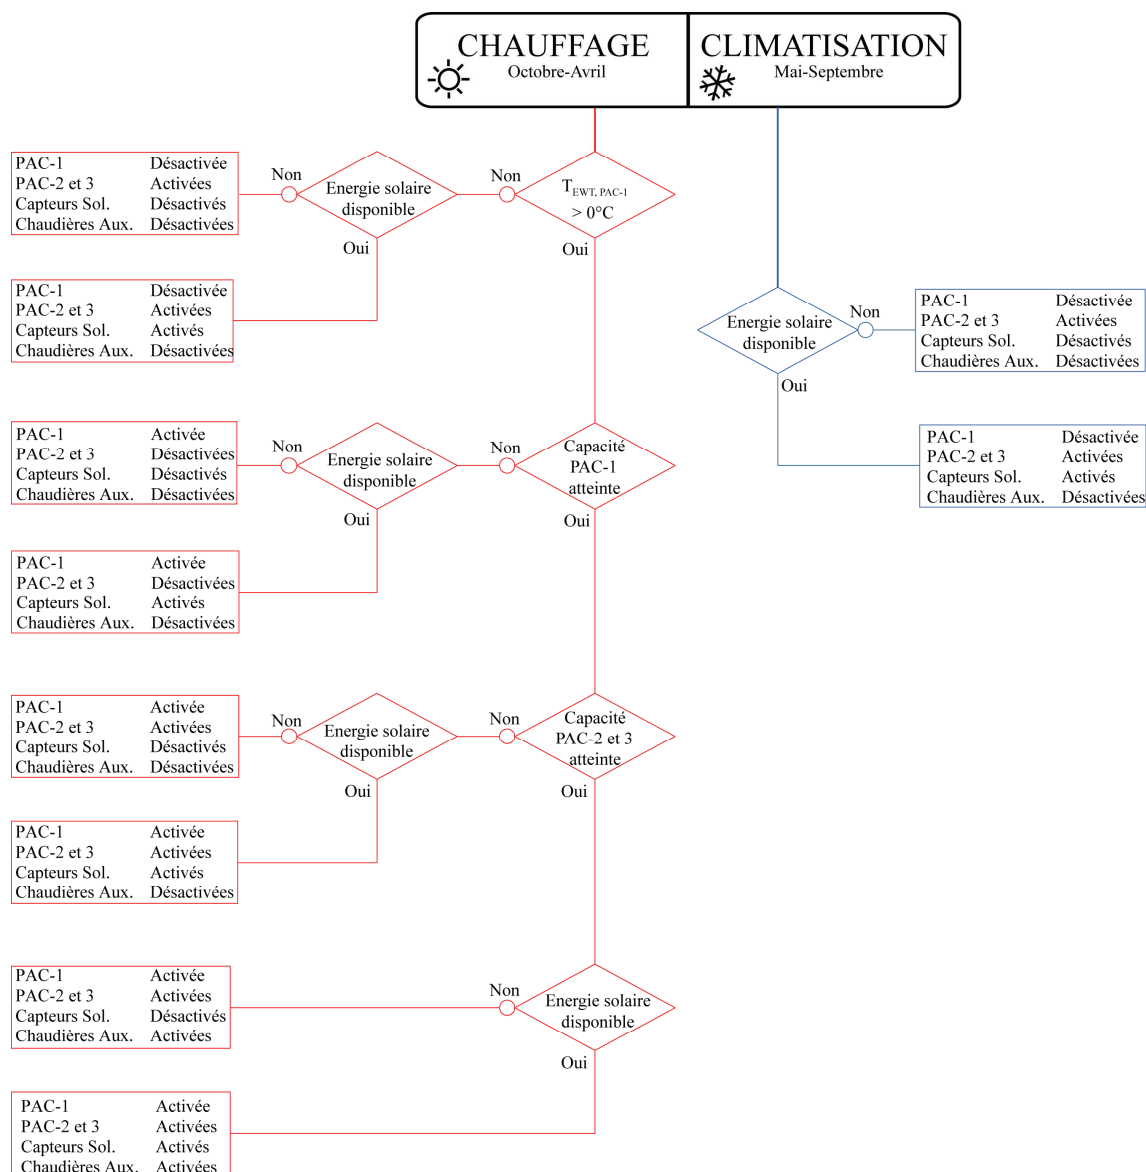 CHAUFFAGE
Octobre-Avril
CLIMATISATION
Mai-Septembre
PAC-1 Désactivée
PAC-2 et 3 Activées
Capteurs Sol. Désactivés
Chaudières Aux. Désactivées
Non
Energie solaire
disponible
Oui
Non
T EWT, PAC-1
> 0°C
Oui
PAC-1 Désactivée
PAC-2 et 3 Activées
Capteurs Sol. Activés
Chaudières Aux. Désactivées
Energie solaire
disponible
Non
Oui
PAC-1 Désactivée
PAC-2 et 3 Activées
Capteurs Sol. Désactivés
Chaudières Aux. Désactivées
PAC-1 Désactivée
PAC-2 et 3 Activées
Capteurs Sol. Activés
Chaudières Aux. Désactivées
PAC-1 Activée
PAC-2 et 3 Désactivées
Capteurs Sol. Désactivés
Chaudières Aux. Désactivées
Non
Energie solaire
disponible
Oui
Non
Capacité
PAC-1
atteinte
Oui
PAC-1 Activée
PAC-2 et 3 Désactivées
Capteurs Sol. Activés
Chaudières Aux. Désactivées
PAC-1 Activée
PAC-2 et 3 Activées
Capteurs Sol. Désactivés
Chaudières Aux. Désactivées
Non
Energie solaire
disponible
Oui
Non
Capacité
PAC-2 et 3
atteinte
Oui
PAC-1 Activée
PAC-2 et 3 Activées
Capteurs Sol. Activés
Chaudières Aux. Désactivées
PAC-1 Activée
PAC-2 et 3 Activées
Capteurs Sol. Désactivés
Chaudières Aux. Activées
Non
Energie solaire
disponible
Oui
PAC-1 Activée
PAC-2 et 3 Activées
Capteurs Sol. Activés
Chaudières Aux. Activées